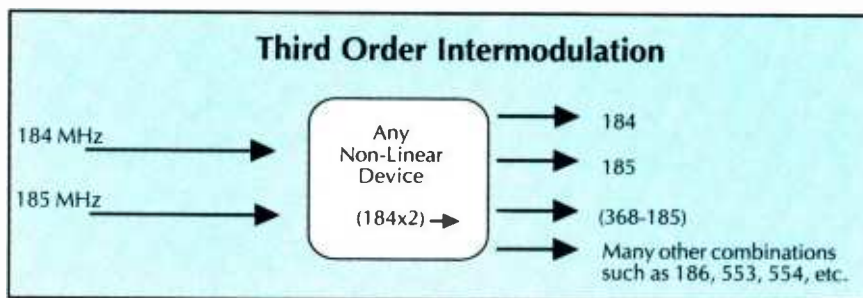 Third Order Intermodulation
184 MHz
185 MHz
Any
Non-Linear
Device
(184x2)
184
185
(368-185)
Many other combinations
such as 186, 553, 554, etc.